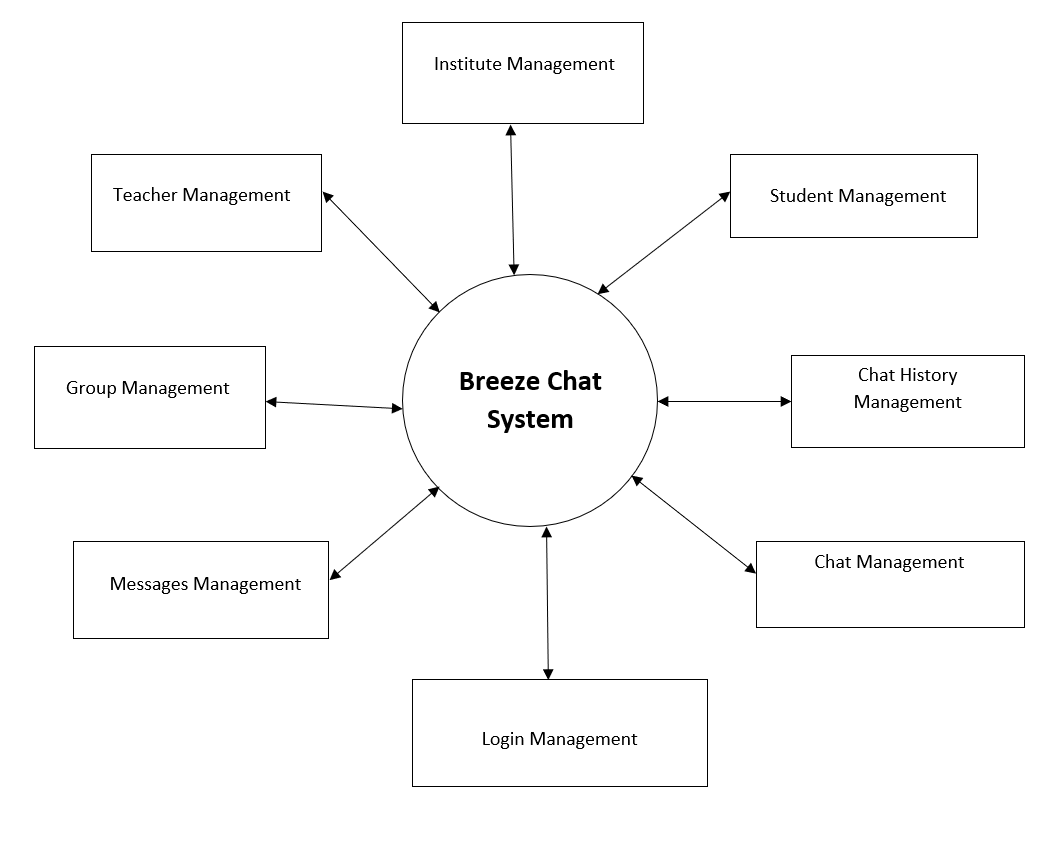 Institute Management
Teacher Management
Student Management
Group Management
Breeze Chat
System
Chat History
Management
Messages Management
Chat Management
Login Management